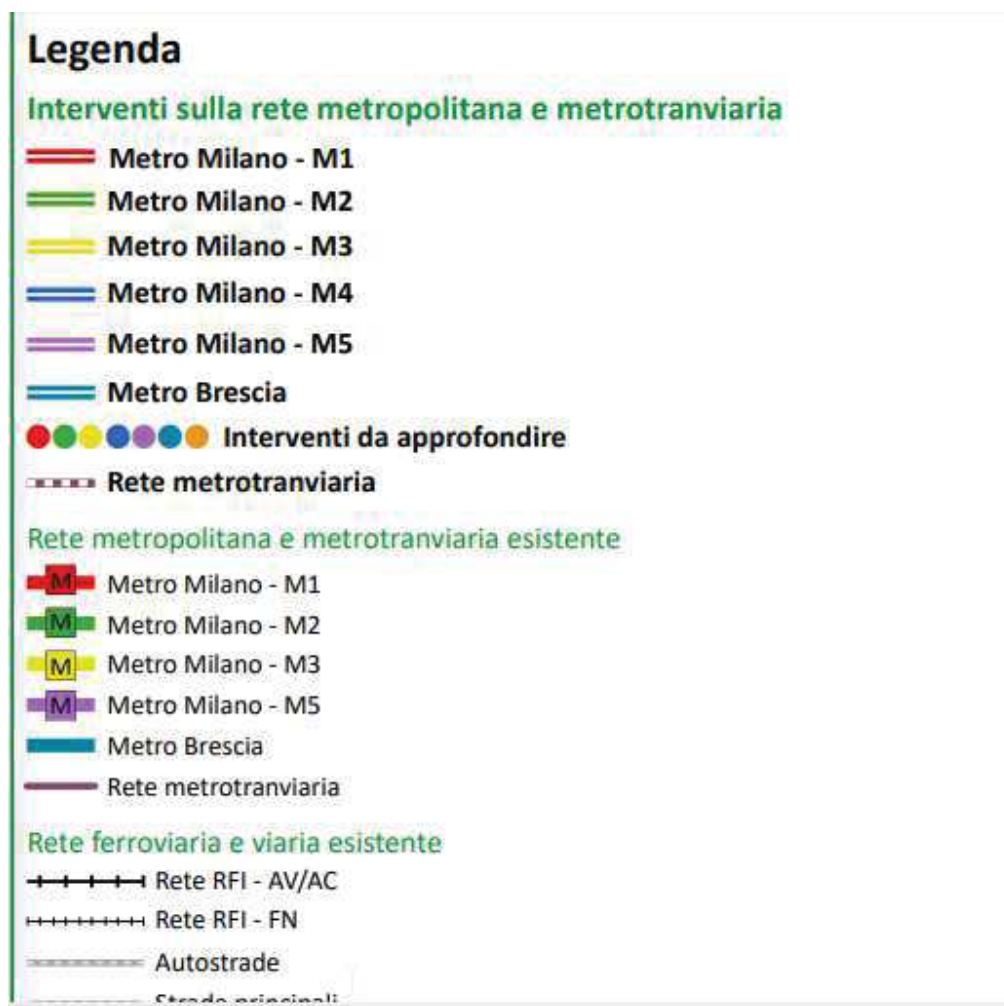 Legenda
Interventi sulla rete metropolitana e metrotranviaria
Metro Milano - M1
Metro Milano - M2
Metro Milano - M3
Metro Milano - M4
Metro Milano - M5
Metro Brescia
Interventi da approfondire
Rete metrotranviaria
Rete metropolitana e metrotranviaria esistente
M Metro Milano - M1
M Metro Milano - M2
M Metro Milano - M3
M Metro Milano - M5
Metro Brescia
Rete metrotranviaria
Rete ferroviaria e viaria esistente
Rete RFI - AV/AC
Rete RFI - FN
Autostrade
Strade principali